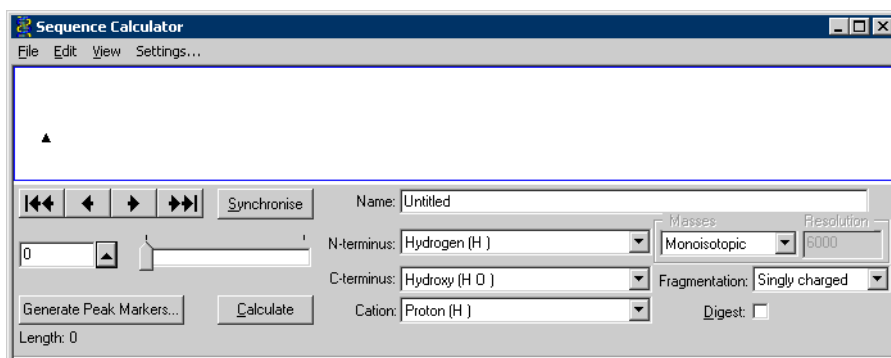 Sequence Calculator
File Edit View Settings...
Synchronise
Name: Untitled
Masses Resolution
N-terminus: Hydrogen (H ) Monoisotopic 6000
0
C-terminus: Hydroxy (H O ) Fragmentation: Singly charged
Generate Peak Markers... Calculate Cation: Proton (H ) Digest:
Length: 0